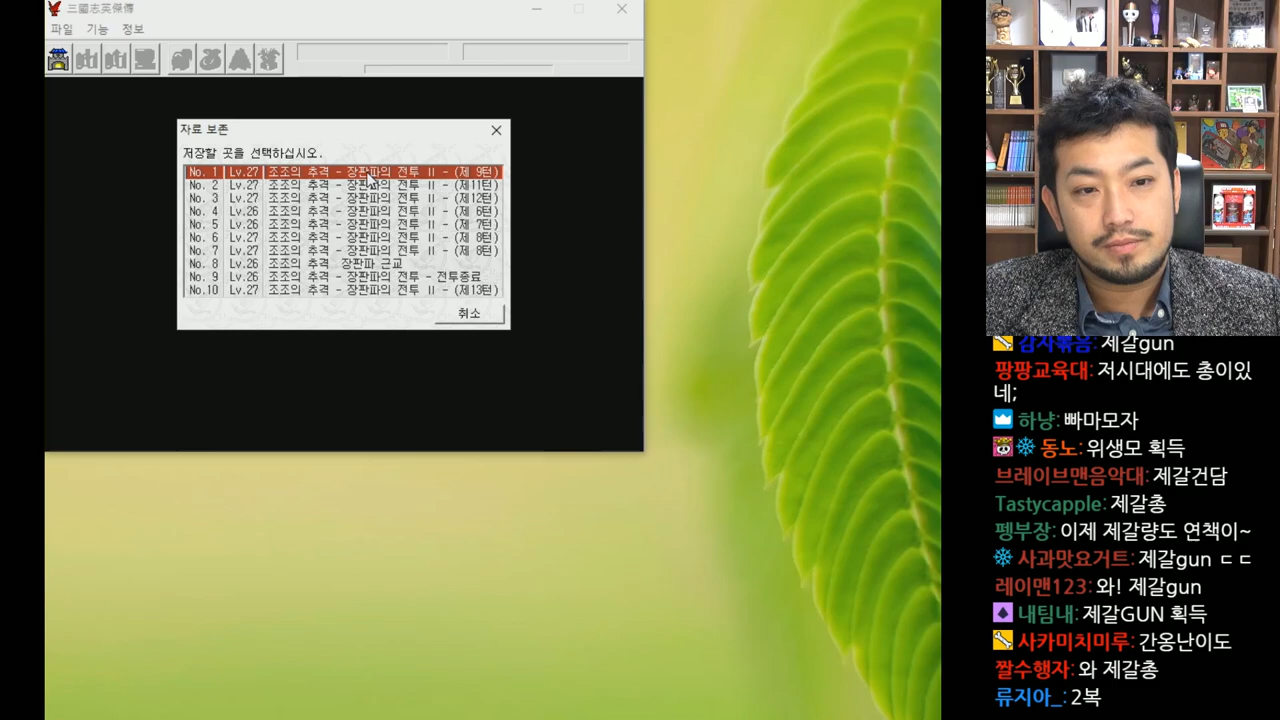 三國志英傑傳
파일 기능 정보
자료 보존
저장할 곳을 선택하십시오.
No. 1 Lv.27 조조의 추격 - 장판파의 전투 II - (제 9턴)
No. 2 Lv.27 조조의 추격 - 장판파의 전투 II - (제11턴)
No. 3 Lv.27 조조의 추격 - 장판파의 전투 II - (제12턴)
No. 4 Lv.26 조조의 추격 - 장판파의 전투 II - (제 6턴)
No. 5 Lv.26 조조의 추격 - 장판파의 전투 II - (제 7턴)
No. 6 Lv.27 조조의 추격 - 장판파의 전투 II - (제 8턴)
No. 7 Lv.27 조조의 추격 - 장판파의 전투 II - (제 8턴)
No. 8 Lv.26 조조의 추격 장판파 근교
No. 9 Lv.26 조조의 추격 - 장판파의 전투 - 전투종료
No.10 Lv.27 조조의 추격 - 장판파의 전투 II - (제13턴)
취소
감자볶음: 제갈gun
팡팡교육대: 저시대에도 총이있
네;
하냥: 빠마모자
동노: 위생모 획득
브레이브맨음악대: 제갈건담
Tastycapple: 제갈총
펭부장: 이제 제갈량도 연책이~
사과맛요거트: 제갈gun ㄷㄷ
레이맨123: 와! 제갈gun
내팀내: 제갈GUN 획득
사카미치미루: 간옹난이도
짤수행자: 와 제갈총
류지아_: 2복